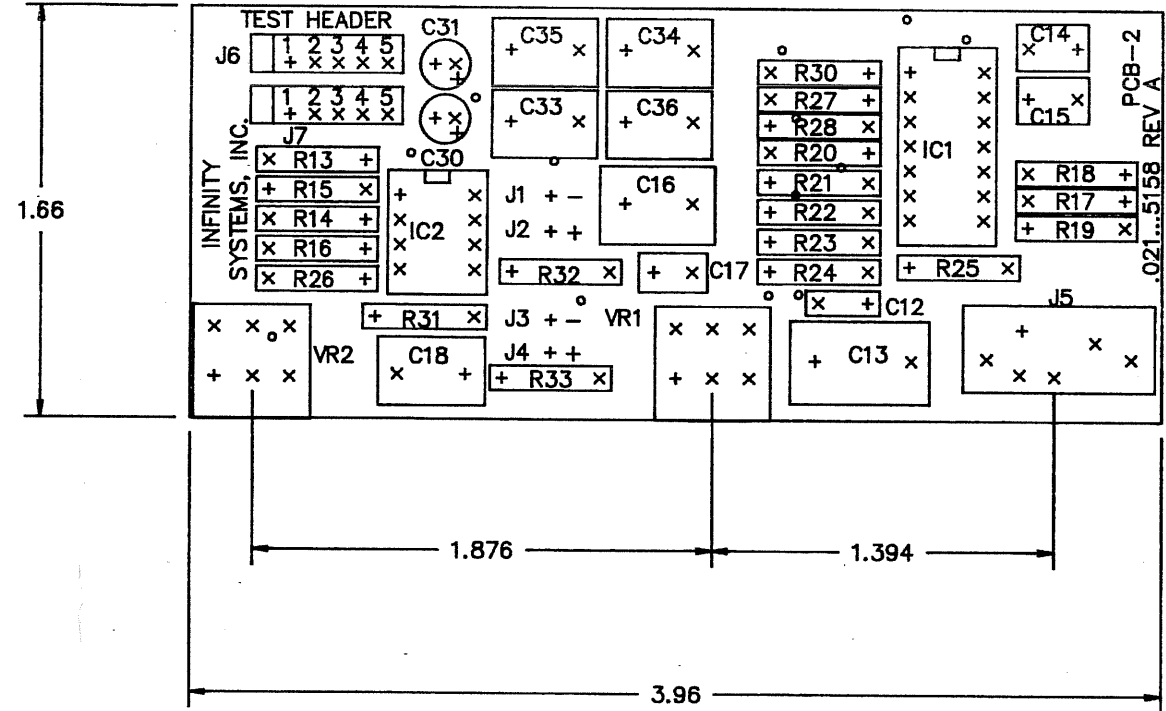 TEST HEADER
J6
1 2 3 4 5
1 2 3 4 5
J7
C31
C30
C35
C34
C33
C36
R13
R15
R14
R16
R26
INFINITY
SYSTEMS, INC.
IC2
J1 + −
J2 + +
C16
R32
C17
R30
R27
R28
R20
R21
R22
R23
R24
IC1
C14
C15
PCB−2
.021...5158 REV A
R18
R17
R19
R25
C12
J5
R31
J3 + −
J4 + +
VR1
VR2
C18
R33
C13
1.66
1.876
1.394
3.96